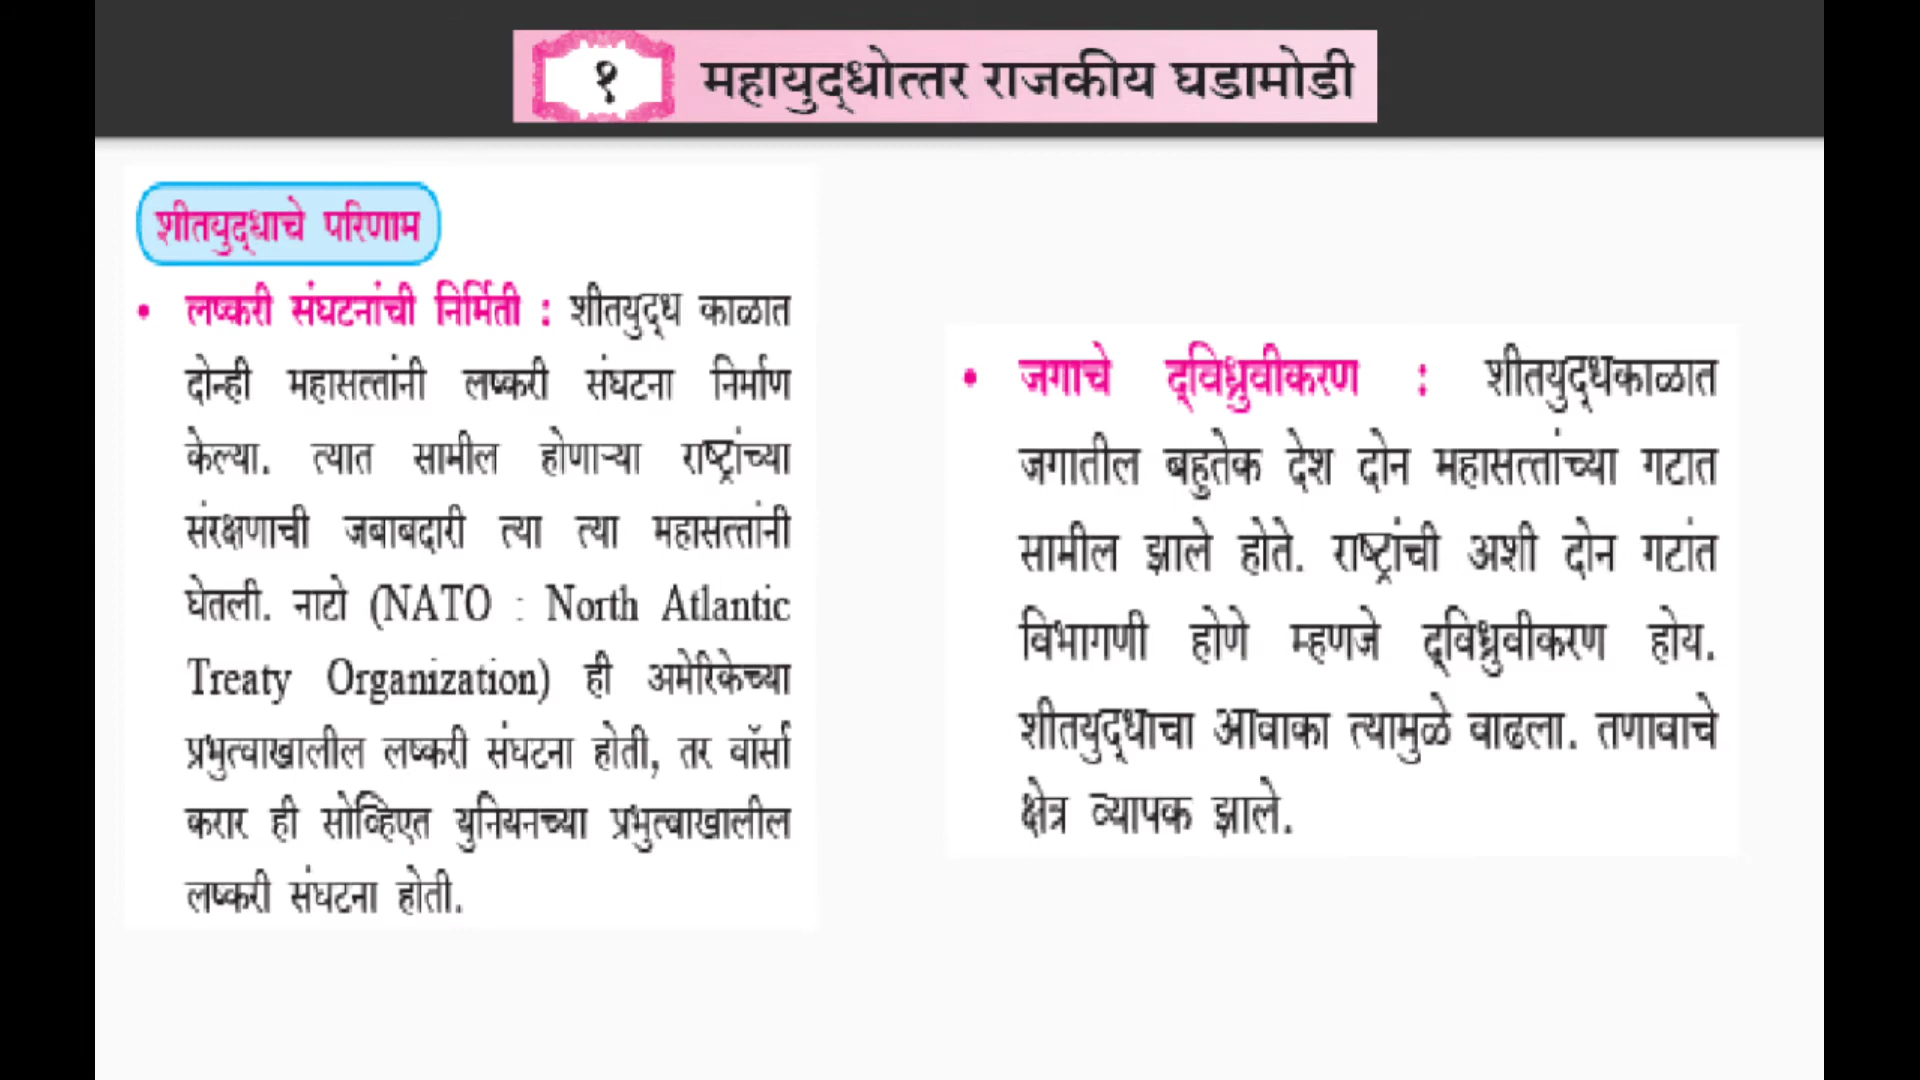 १ महायुद्धोत्तर राजकीय घडामोडी
शीतयुद्धाचे परिणाम
• लष्करी संघटनांची निर्मिती : शीतयुद्ध काळात
दोन्ही महासत्तांनी लष्करी संघटना निर्माण
केल्या. त्यात सामील होणाऱ्या राष्ट्रांच्या
संरक्षणाची जबाबदारी त्या त्या महासत्तांनी
घेतली. नाटो (NATO : North Atlantic
Treaty Organization) ही अमेरिकेच्या
प्रभुत्वाखालील लष्करी संघटना होती, तर वॉर्सा
करार ही सोव्हिएत युनियनच्या प्रभुत्वाखालील
लष्करी संघटना होती.
• जगाचे द्विध्रुवीकरण : शीतयुद्धकाळात
जगातील बहुतेक देश दोन महासत्तांच्या गटात
सामील झाले होते. राष्ट्रांची अशी दोन गटांत
विभागणी होणे म्हणजे द्विध्रुवीकरण होय.
शीतयुद्धाचा आवाका त्यामुळे वाढला. तणावाचे
क्षेत्र व्यापक झाले.